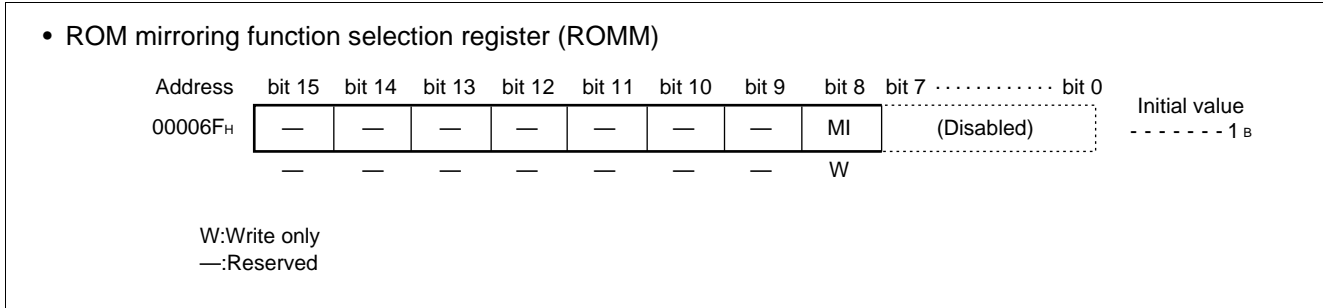 • ROM mirroring function selection register (ROMM)
Address bit 15 bit 14 bit 13 bit 12 bit 11 bit 10 bit 9 bit 8 bit 7 ············ bit 0
Initial value
00006FH — — — — — — — MI (Disabled) - - - - - - - 1 B
— — — — — — — W
W:Write only
—:Reserved